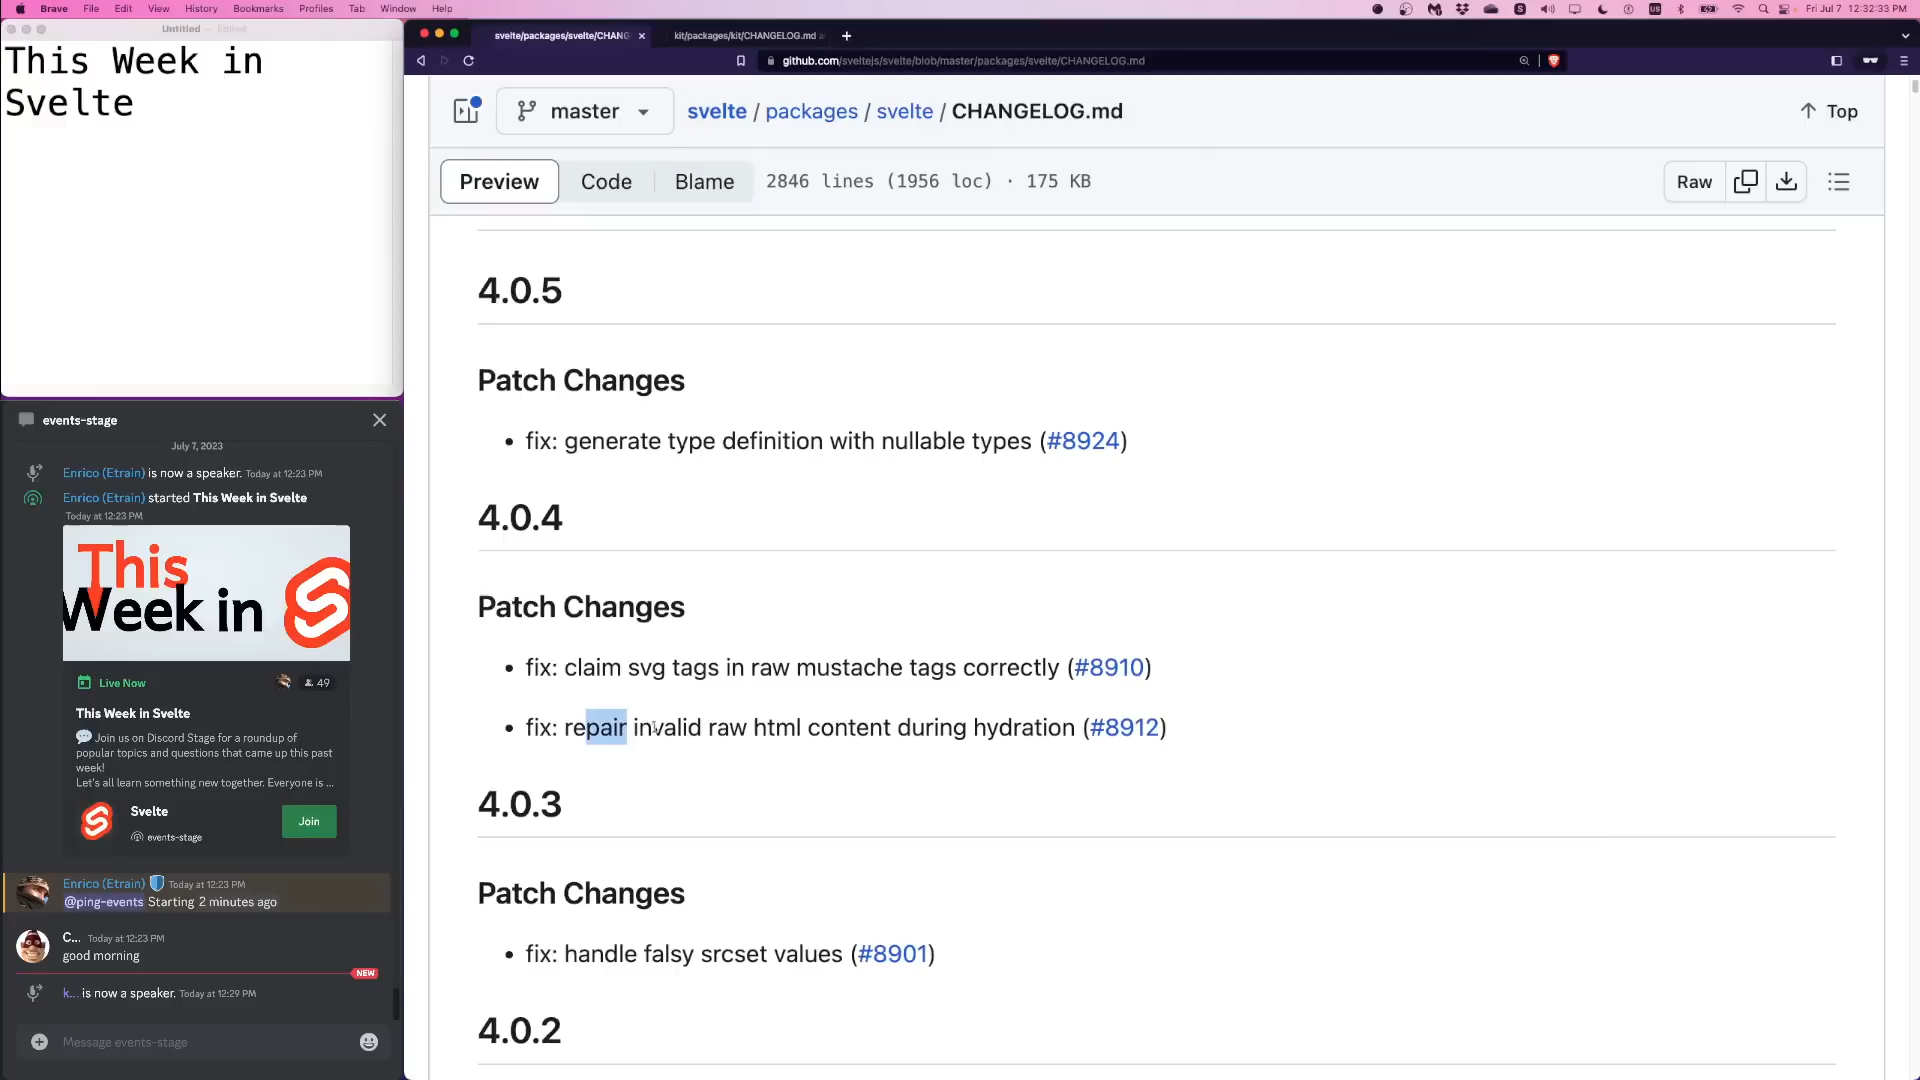 Brave File Edit View History Bookmarks Profiles Tab Window Help
Fri Jul 7 12:32:33 PM
Untitled — Edited
This Week in
Svelte
svelte/packages/svelte/CHANG
kit/packages/kit/CHANGELOG.md
github.com/sveltejs/svelte/blob/master/packages/svelte/CHANGELOG.md
master
svelte / packages / svelte / CHANGELOG.md
Top
Preview Code Blame 2846 lines (1956 loc) · 175 KB
Raw
4.0.5
Patch Changes
• fix: generate type definition with nullable types (#8924)
4.0.4
Patch Changes
• fix: claim svg tags in raw mustache tags correctly (#8910)
• fix: repair invalid raw html content during hydration (#8912)
4.0.3
Patch Changes
• fix: handle falsy srcset values (#8901)
4.0.2
events-stage
July 7, 2023
Enrico (Etrain) is now a speaker. Today at 12:23 PM
Enrico (Etrain) started This Week in Svelte
Today at 12:23 PM
This
Week in
Live Now
49
This Week in Svelte
Join us on Discord Stage for a roundup of
popular topics and questions that came up this past
week!
Let's all learn something new together. Everyone is ...
Svelte
events-stage
Join
Enrico (Etrain) Today at 12:23 PM
@ping-events Starting 2 minutes ago
C... Today at 12:23 PM
good morning
NEW
k... is now a speaker. Today at 12:29 PM
Message events-stage